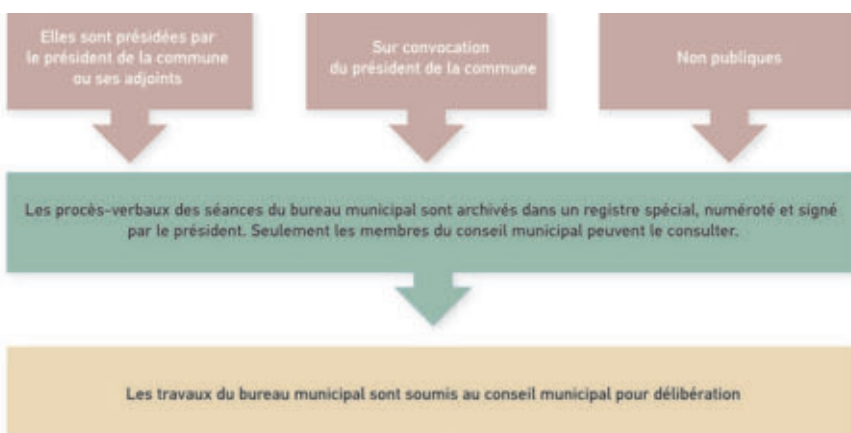 Elles sont présidées par
le président de la commune
ou ses adjoints
Sur convocation
du président de la commune
Non publiques
Les procès-verbaux des séances du bureau municipal sont archivés dans un registre spécial, numéroté et signé
par le président. Seulement les membres du conseil municipal peuvent le consulter.
Les travaux du bureau municipal sont soumis au conseil municipal pour délibération